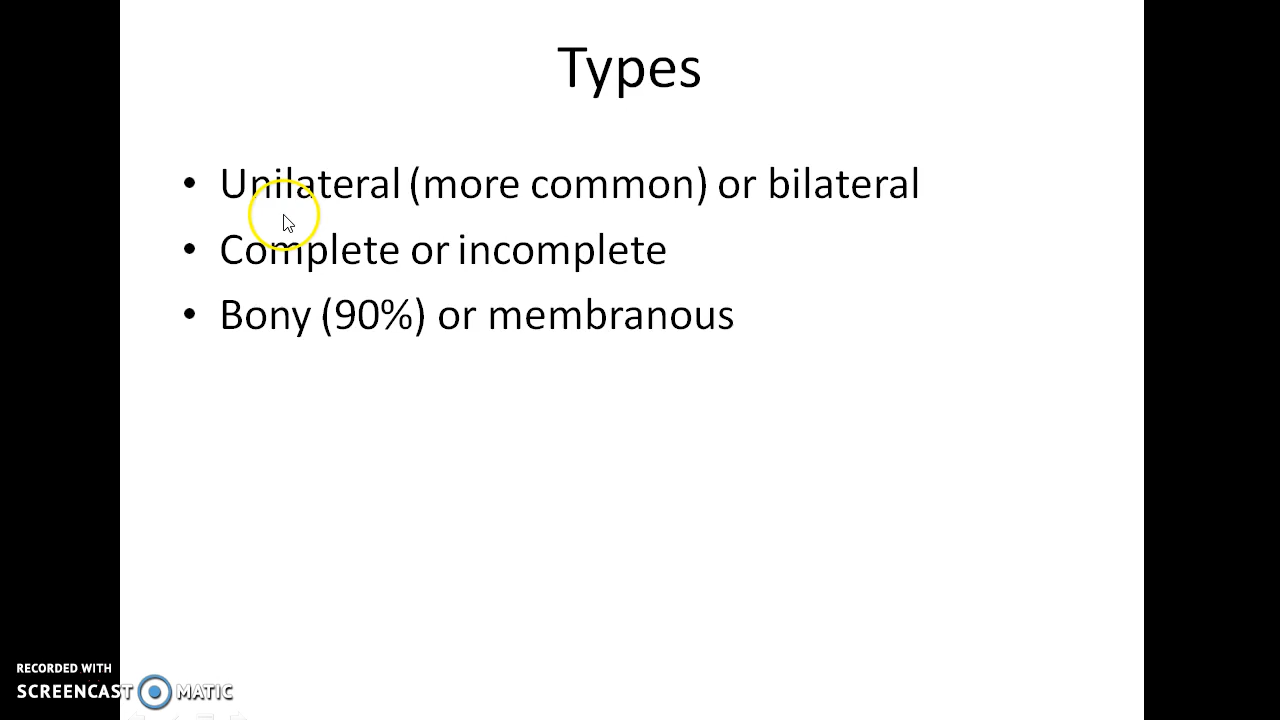 Types
• Unilateral (more common) or bilateral
• Complete or incomplete
• Bony (90%) or membranous
RECORDED WITH
SCREENCAST MATIC